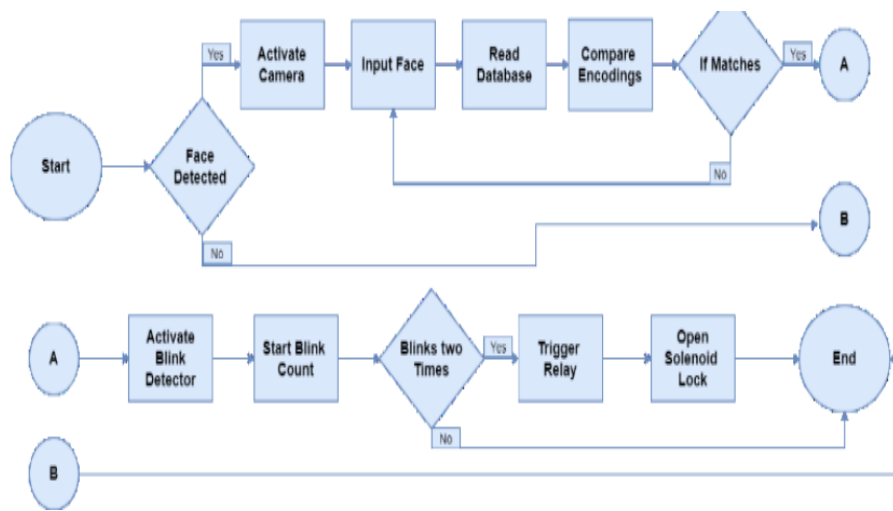 Yes
Activate
Camera
Input Face
Read
Database
Compare
Encodings
If Matches
Yes
A
Start
Face
Detected
No
No
B
A
Activate
Blink
Detector
Start Blink
Count
Blinks two
Times
Yes
Trigger
Relay
Open
Solenoid
Lock
End
No
B